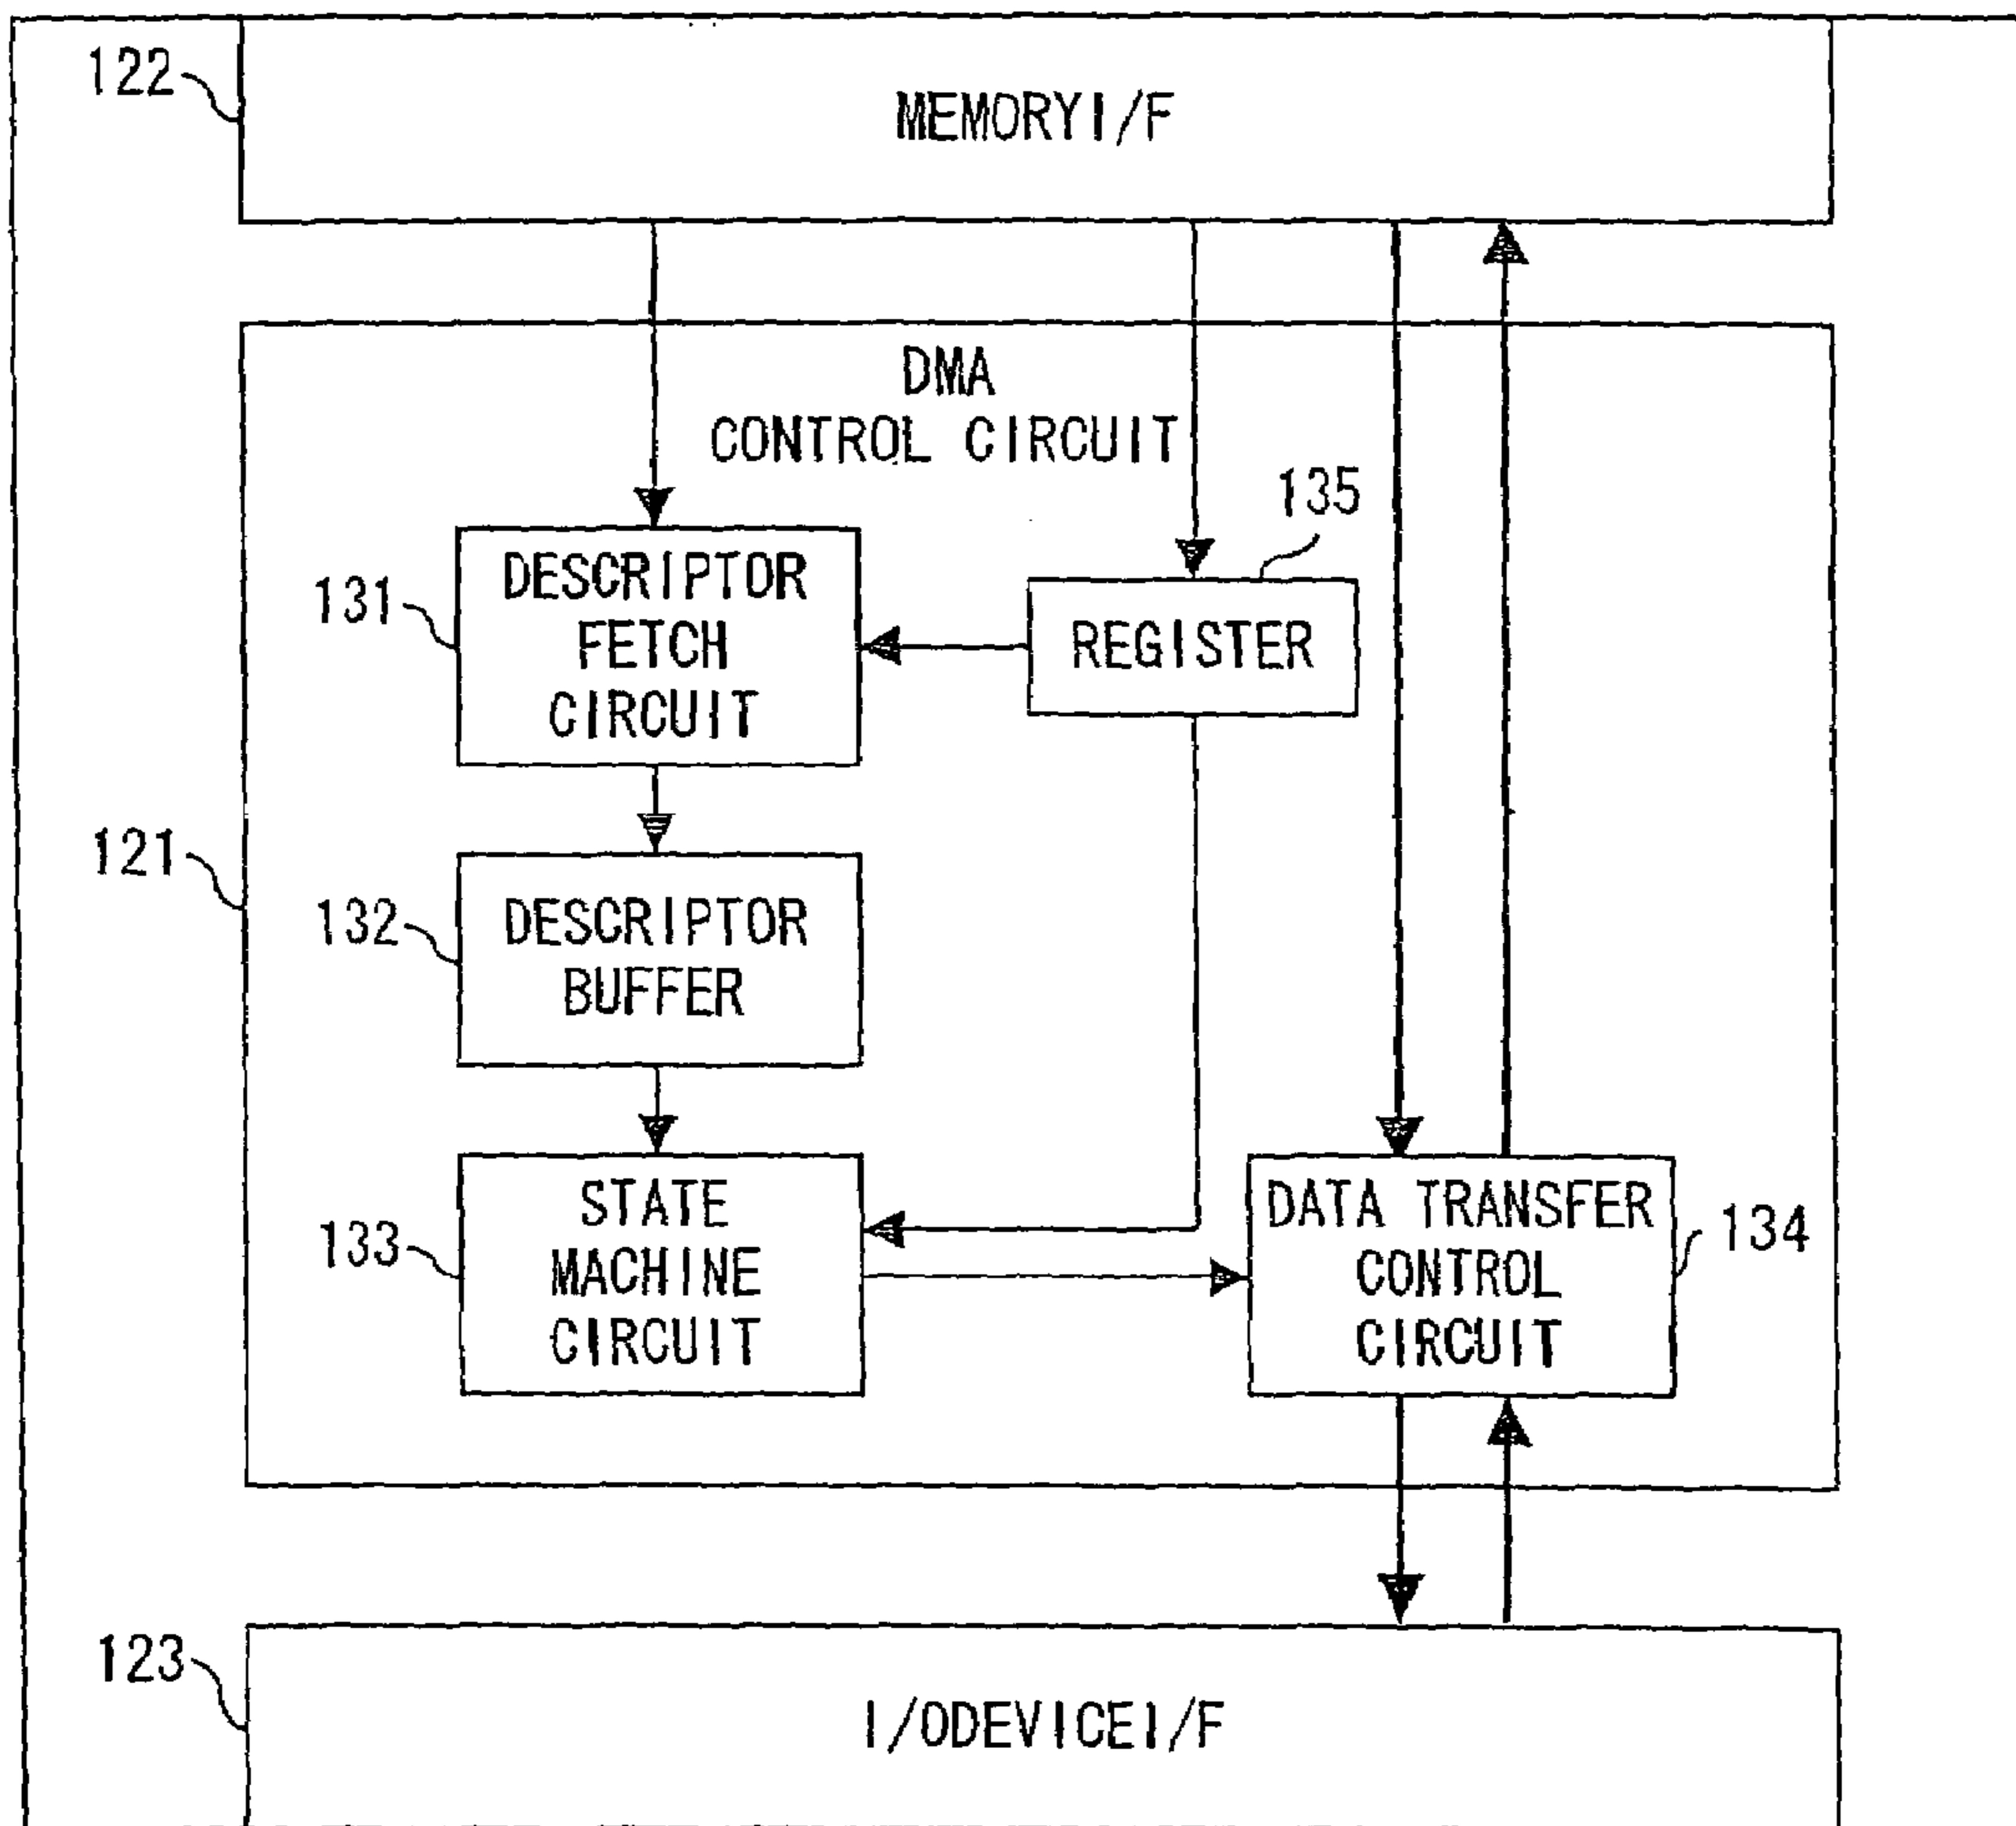 122
MEMORYI/F
DMA
CONTROL CIRCUIT
135
131
DESCRIPTOR
FETCH
CIRCUIT
REGISTER
121
132
DESCRIPTOR
BUFFER
133
STATE
MACHINE
CIRCUIT
DATA TRANSFER
CONTROL
CIRCUIT
134
123
I/ODEVICEI/F